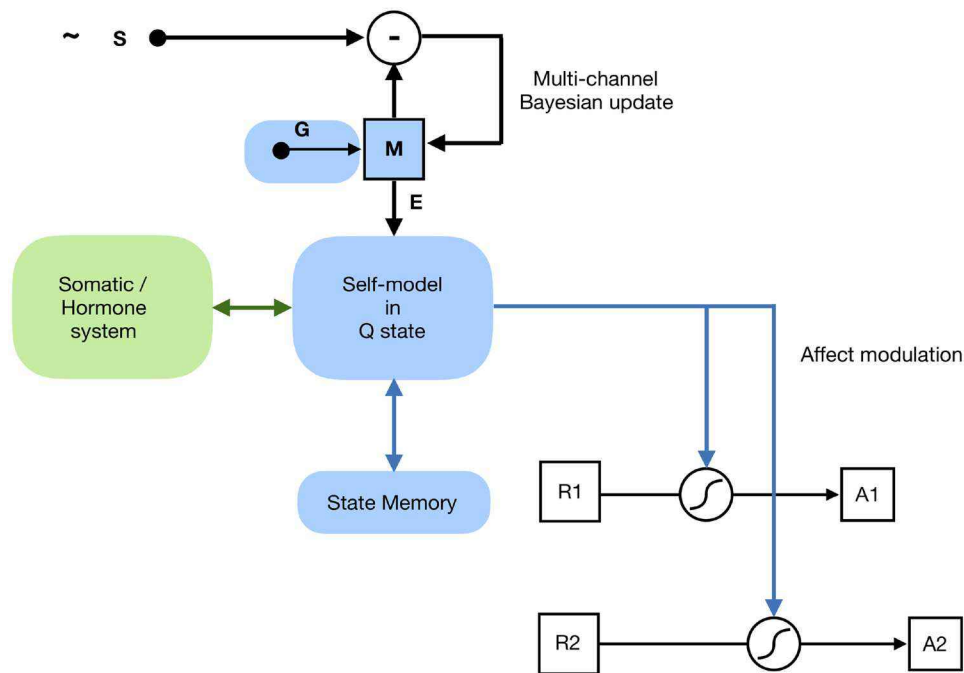 ~ S
-
Multi-channel
Bayesian update
G
M
E
Somatic /
Hormone
system
Self-model
in
Q state
Affect modulation
State Memory
R1
A1
R2
A2